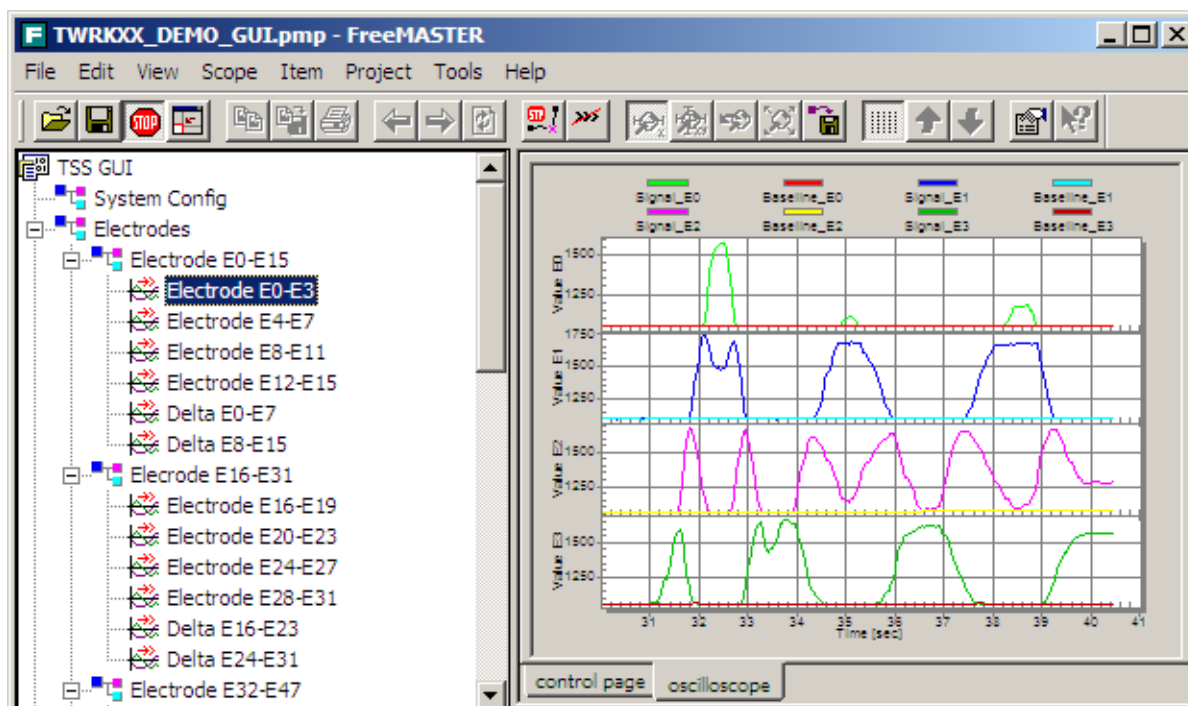 TWRKXX_DEMO_GUI.pmp - FreeMASTER
File Edit View Scope Item Project Tools Help
STOP
TSS GUI
System Config
Electrodes
Electrode E0-E15
Electrode E0-E3
Electrode E4-E7
Electrode E8-E11
Electrode E12-E15
Delta E0-E7
Delta E8-E15
Elecrode E16-E31
Electrode E16-E19
Electrode E20-E23
Electrode E24-E27
Electrode E28-E31
Delta E16-E23
Delta E24-E31
Electrode E32-E47
Signal_E0 Baseline_E0 Signal_E1 Baseline_E1
Signal_E2 Baseline_E2 Signal_E3 Baseline_E3
Value E0
1500
1250
Value E1
1750
1500
1250
Value E2
1500
1250
Value E3
1500
1250
31 32 33 34 35 36 37 38 39 40 41
Time [sec]
control page oscilloscope